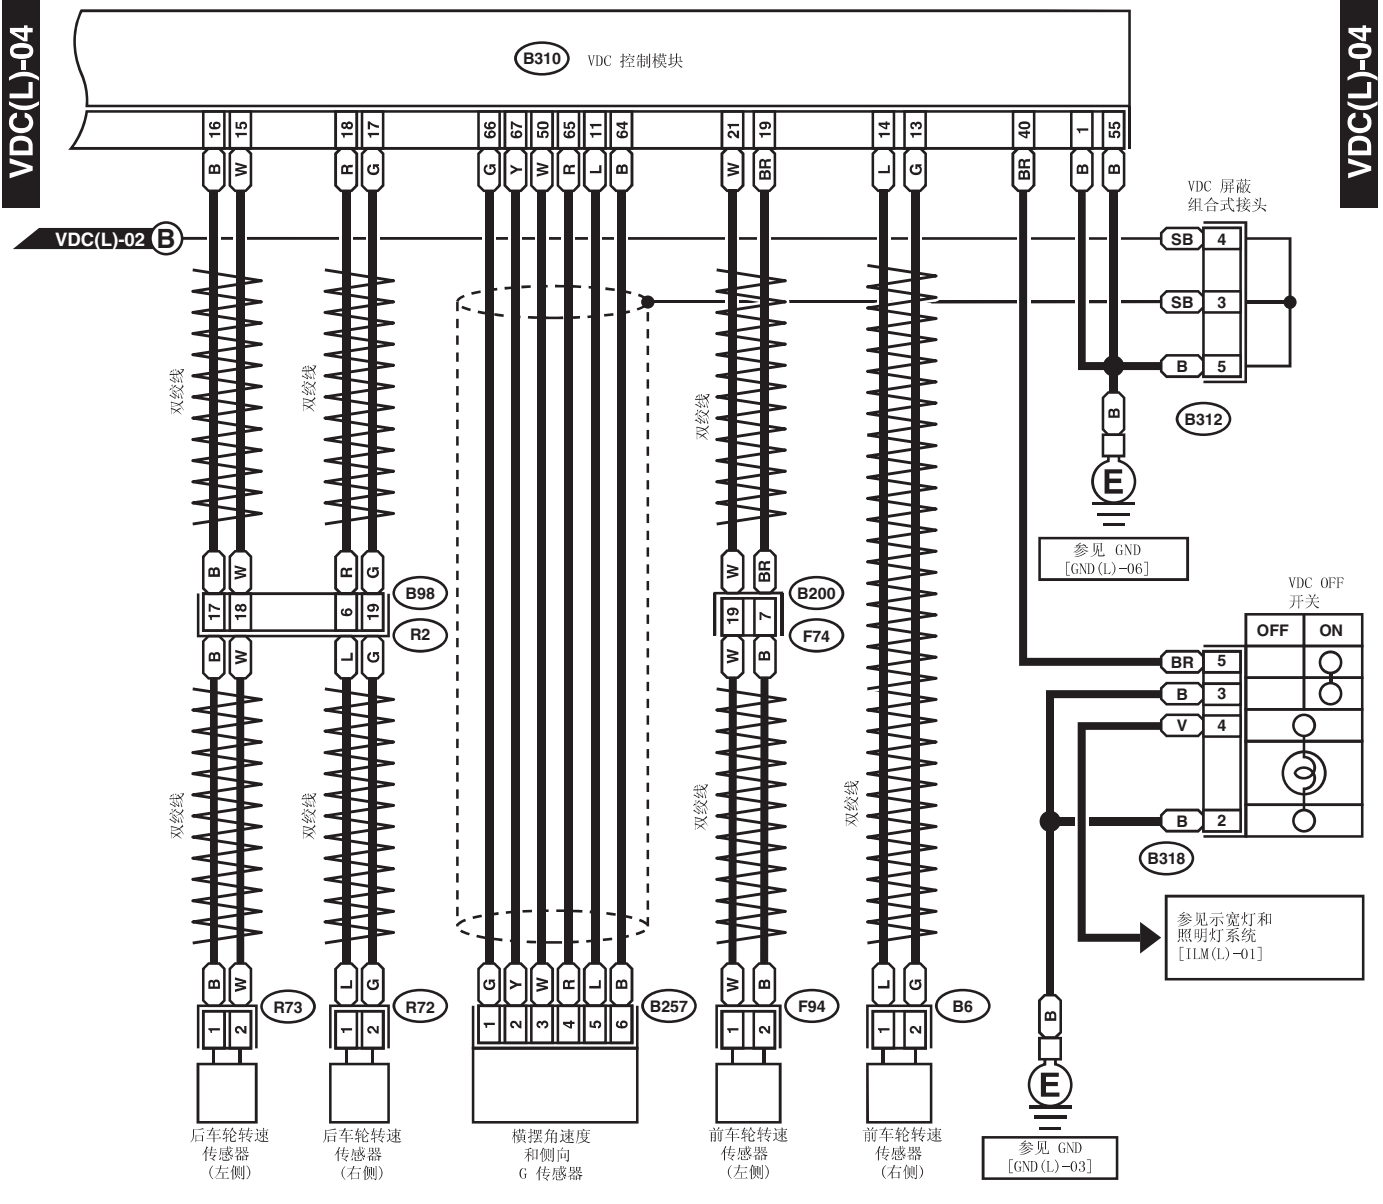 VDC(L)-04
VDC(L)-04
B310 VDC 控制模块
16 15 18 17 66 67 50 65 11 64 21 19 14 13 40 1 55
B W R G G Y W R L B W BR L G BR B B
VDC 屏蔽
组合式接头
VDC(L)-02 B
SB 4
SB 3
B 5
B312
双绞线
双绞线
双绞线
B
E
参见 GND
[GND(L)-06]
B W R G W BR
17 18 6 19 B98
19 7 B200
R2
F74
B W L G W B
VDC OFF
开关
OFF ON
BR 5
B 3
V 4
B 2
B318
双绞线
双绞线
双绞线
双绞线
参见示宽灯和
照明灯系统
[ILM(L)-01]
B W L G G Y W R L B W B L G
1 2 R73
1 2 R72
1 2 3 4 5 6 B257
1 2 F94
1 2 B6
B
E
参见 GND
[GND(L)-03]
后车轮转速
传感器
(左侧)
后车轮转速
传感器
(右侧)
横摆角速度
和侧向
G 传感器
前车轮转速
传感器
(左侧)
前车轮转速
传感器
(右侧)